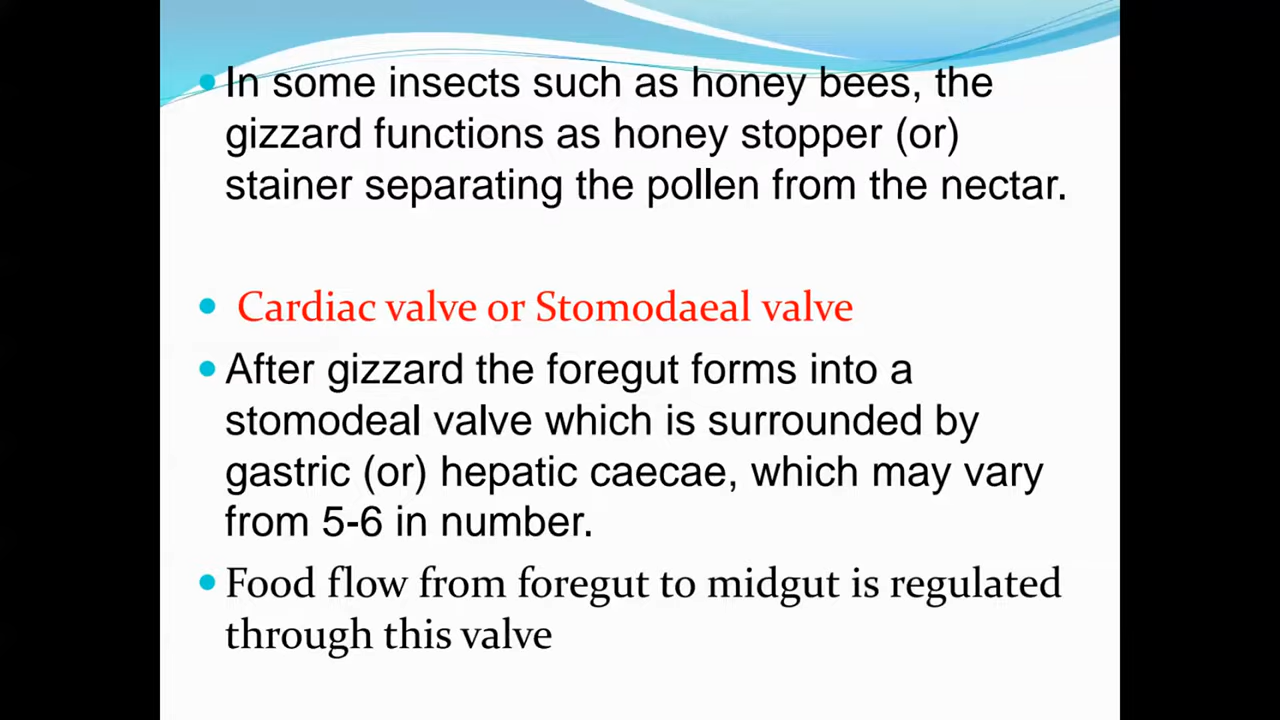 In some insects such as honey bees, the
gizzard functions as honey stopper (or)
stainer separating the pollen from the nectar.
Cardiac valve or Stomodaeal valve
After gizzard the foregut forms into a
stomodeal valve which is surrounded by
gastric (or) hepatic caecae, which may vary
from 5-6 in number.
Food flow from foregut to midgut is regulated
through this valve